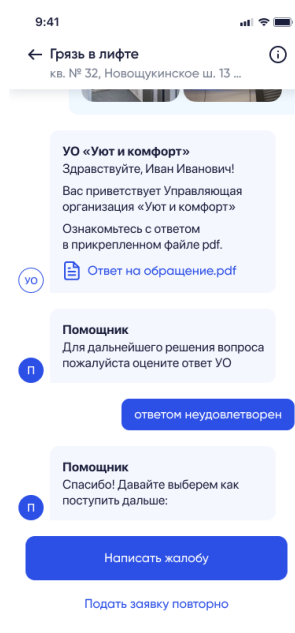 9:41
Грязь в лифте
кв. № 32, Новощукинское ш. 13 ...
УО «Уют и комфорт»
Здравствуйте, Иван Иванович!
Вас приветствует Управляющая
организация «Уют и комфорт»
Ознакомьтесь с ответом
в прикрепленном файле pdf.
Ответ на обращение.pdf
УО
Помощник
Для дальнейшего решения вопроса
пожалуйста оцените ответ УО
П
ответом неудовлетворен
Помощник
Спасибо! Давайте выберем как
поступить дальше:
П
Написать жалобу
Подать заявку повторно